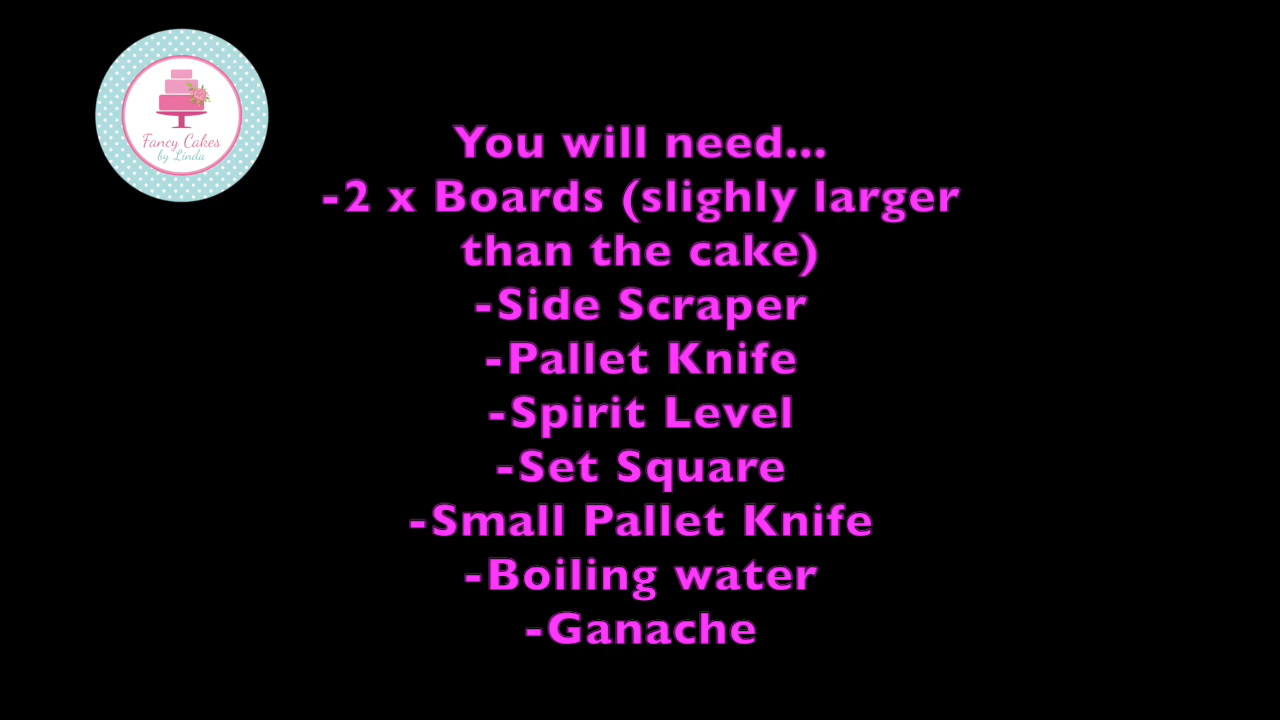 Fancy Cakes
by Linda
You will need...
-2 x Boards (slighly larger
than the cake)
-Side Scraper
-Pallet Knife
-Spirit Level
-Set Square
-Small Pallet Knife
-Boiling water
-Ganache